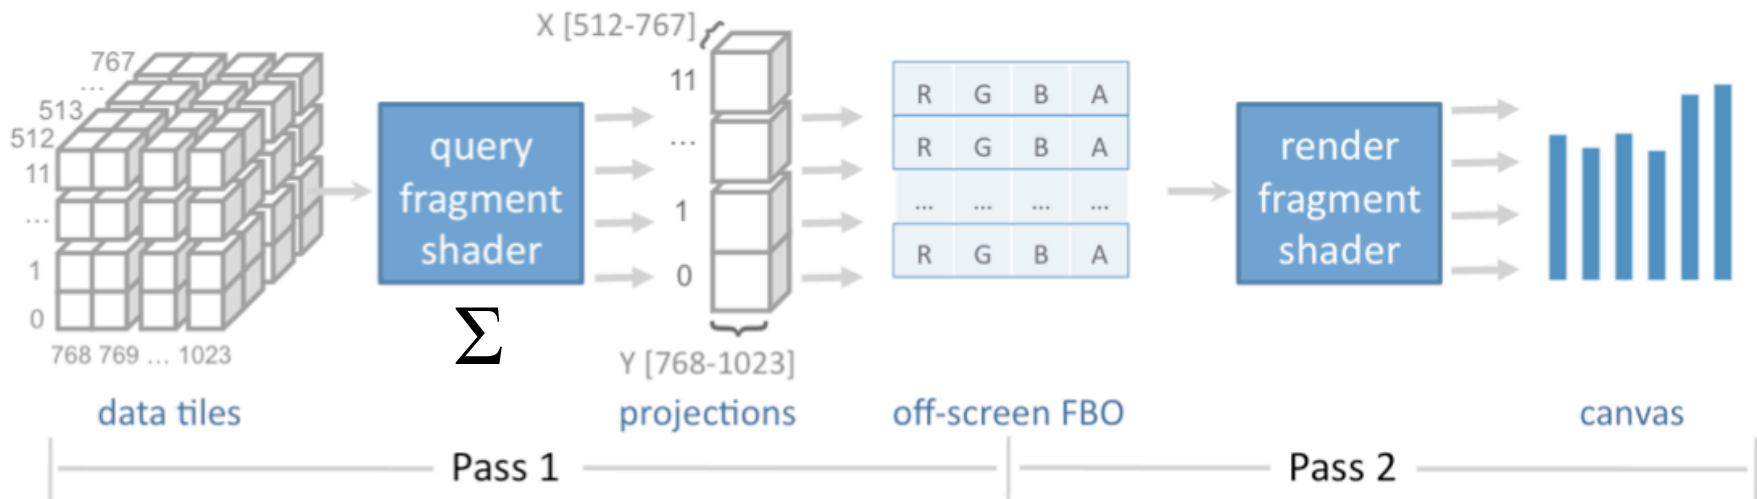 X [512-767]
767
...
513
512
11
...
1
0
768 769 ... 1023
query
fragment
shader
Σ
11
...
1
0
Y [768-1023]
R G B A
R G B A
... ... ... ...
R G B A
render
fragment
shader
data tiles
projections
off-screen FBO
canvas
Pass 1
Pass 2